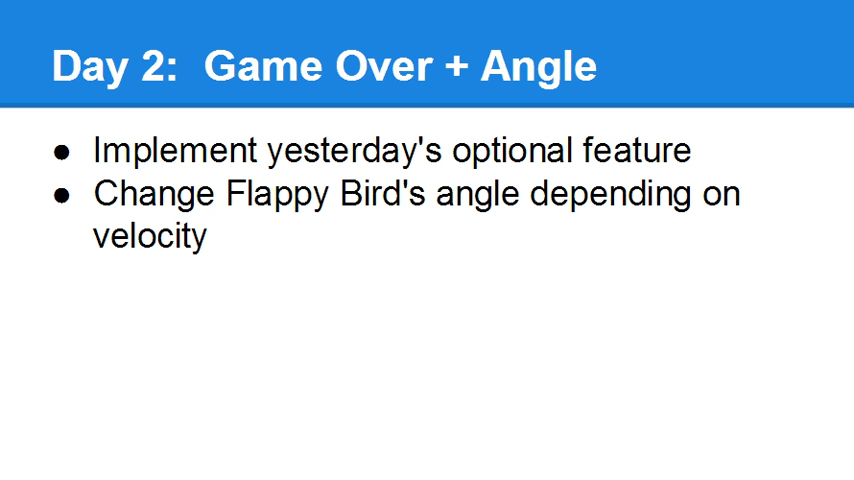 Day 2:  Game Over + Angle
● Implement yesterday's optional feature
● Change Flappy Bird's angle depending on
velocity